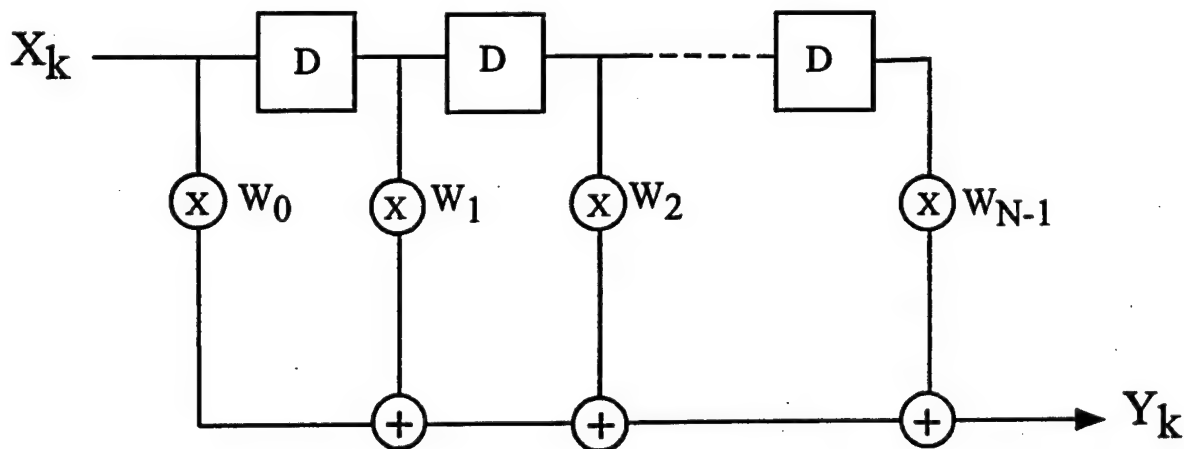 X_k D D D
X W_0 X W_1 X W_2 X W_{N-1}
+ + + Y_k